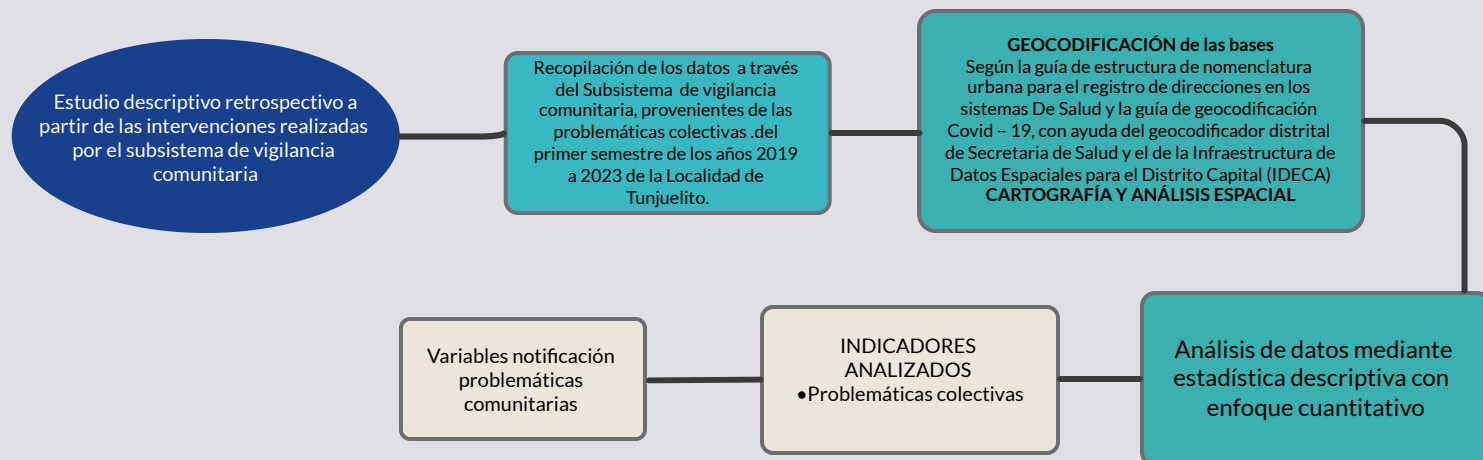 Estudio descriptivo retrospectivo a
partir de las intervenciones realizadas
por el subsistema de vigilancia
comunitaria
Recopilación de los datos a través
del Subsistema de vigilancia
comunitaria, provenientes de las
problemáticas colectivas .del
primer semestre de los años 2019
a 2023 de la Localidad de
Tunjuelito.
GEOCODIFICACIÓN de las bases
Según la guía de estructura de nomenclatura
urbana para el registro de direcciones en los
sistemas De Salud y la guía de geocodificación
Covid – 19, con ayuda del geocodificador distrital
de Secretaria de Salud y el de la Infraestructura de
Datos Espaciales para el Distrito Capital (IDECA)
CARTOGRAFÍA Y ANÁLISIS ESPACIAL
Análisis de datos mediante
estadística descriptiva con
enfoque cuantitativo
INDICADORES
ANALIZADOS
•Problemáticas colectivas
Variables notificación
problemáticas
comunitarias